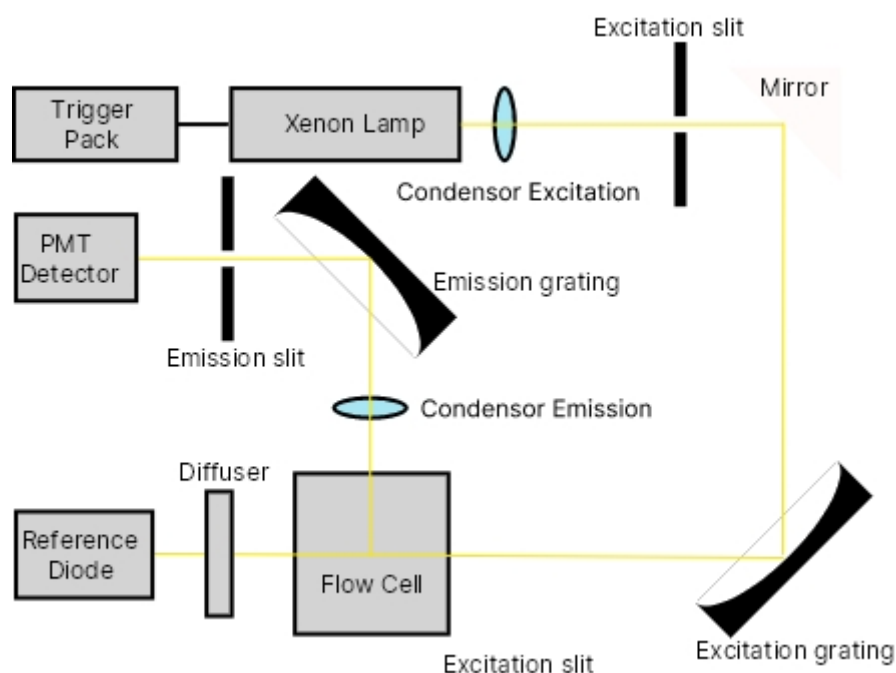 Excitation slit
Mirror
Trigger
Pack
Xenon Lamp
Condensor Excitation
PMT
Detector
Emission grating
Emission slit
Condensor Emission
Diffuser
Reference
Diode
Flow Cell
Excitation grating
Excitation slit